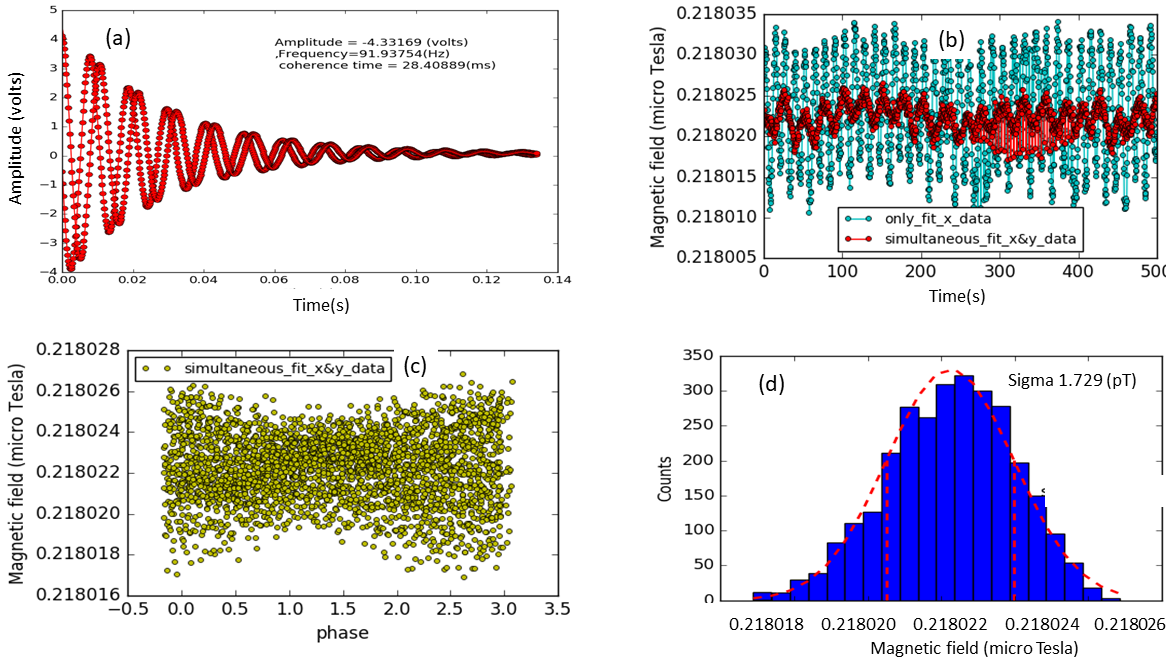 (a)
Amplitude = -4.33169 (volts)
,Frequency=91.93754(Hz)
coherence time = 28.40889(ms)
Amplitude (volts)
5
4
3
2
1
0
−1
−2
−3
−4
0.00 0.02 0.04 0.06 0.08 0.10 0.12 0.14
Time(s)
(b)
Magnetic field (micro Tesla)
0.218035
0.218030
0.218025
0.218020
0.218015
0.218010
0.218005
only_fit_x_data
simultaneous_fit_x&y_data
0 100 200 300 400 500
Time(s)
(c)
simultaneous_fit_x&y_data
Magnetic field (micro Tesla)
0.218028
0.218026
0.218024
0.218022
0.218020
0.218018
0.218016
−0.5 0.0 0.5 1.0 1.5 2.0 2.5 3.0 3.5
phase
(d)
Sigma 1.729 (pT)
Counts
350
300
250
200
150
100
50
0
0.218018 0.218020 0.218022 0.218024 0.218026
Magnetic field (micro Tesla)